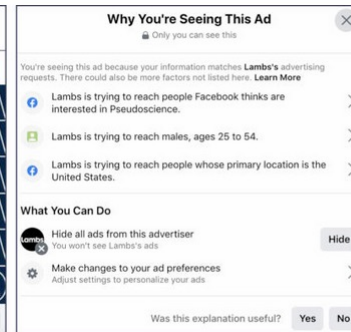 Why You're Seeing This Ad
Only you can see this
You're seeing this ad because your information matches Lambs's advertising
requests. There could also be more factors not listed here. Learn More
Lambs is trying to reach people Facebook thinks are
interested in Pseudoscience.
Lambs is trying to reach males, ages 25 to 54.
Lambs is trying to reach people whose primary location is the
United States.
What You Can Do
Lambs
Hide all ads from this advertiser
You won't see Lambs's ads
Hide
Make changes to your ad preferences
Adjust settings to personalize your ads
Was this explanation useful? Yes No